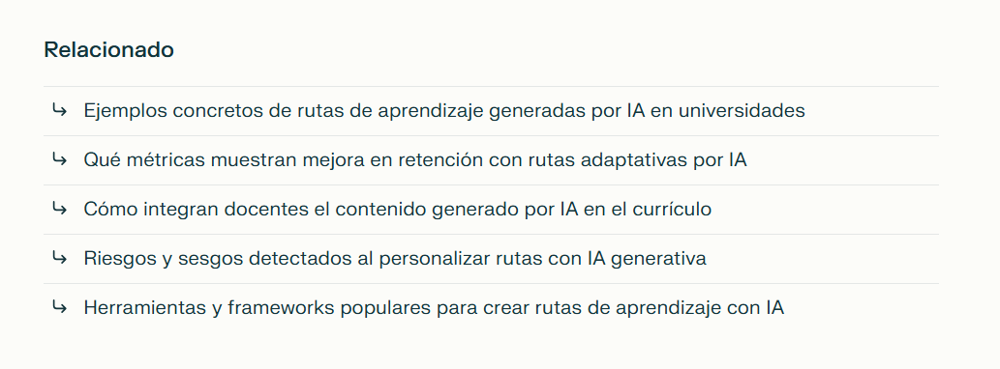 Relacionado
Ejemplos concretos de rutas de aprendizaje generadas por IA en universidades
Qué métricas muestran mejora en retención con rutas adaptativas por IA
Cómo integran docentes el contenido generado por IA en el currículo
Riesgos y sesgos detectados al personalizar rutas con IA generativa
Herramientas y frameworks populares para crear rutas de aprendizaje con IA